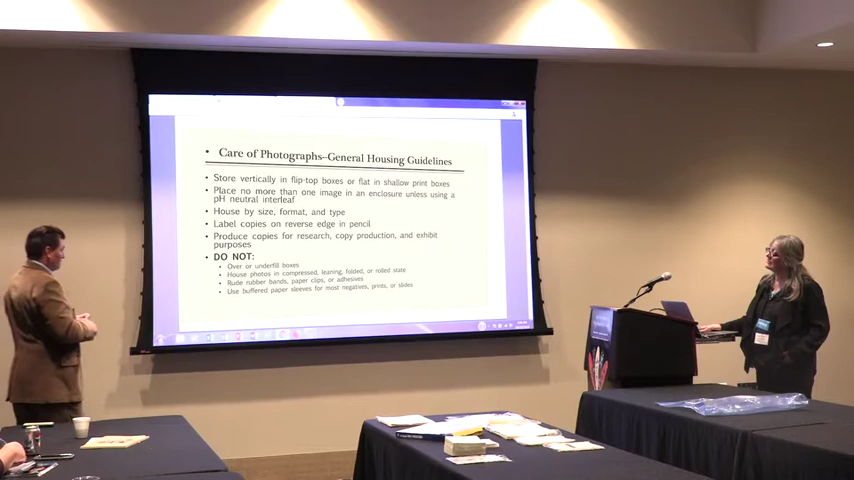 • Care of Photographs--General Housing Guidelines
• Store vertically in flip-top boxes or flat in shallow print boxes
• Place no more than one image in an enclosure unless using a
pH neutral interleaf
• House by size, format, and type
• Label copies on reverse edge in pencil
• Produce copies for research, copy production, and exhibit
purposes
• DO NOT:
• Over or underfill boxes
• House photos in compressed, leaning, folded, or rolled state
• Rude rubber bands, paper clips, or adhesives
• Use buffered paper sleeves for most negatives, prints, or slides